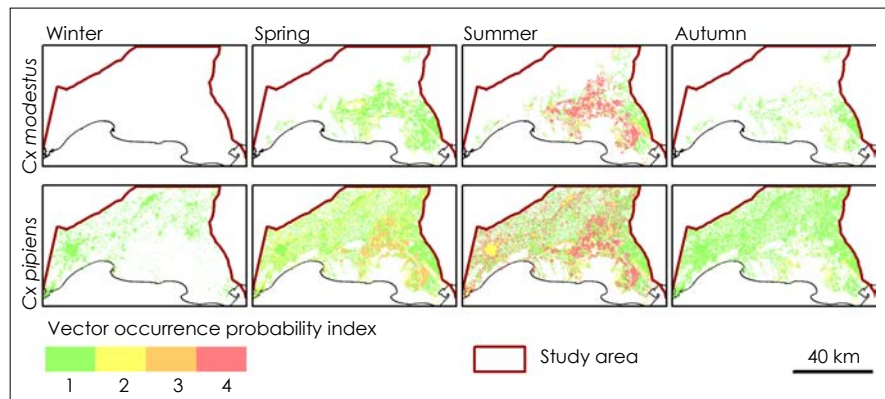 Winter
Spring
Summer
Autumn
Cx modestus
Cx pipiens
Vector occurrence probability index
1 2 3 4
Study area
40 km